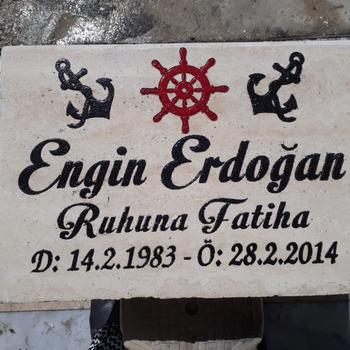 Engin Erdoğan
Ruhuna Fatiha
D: 14.2.1983 - Ö: 28.2.2014